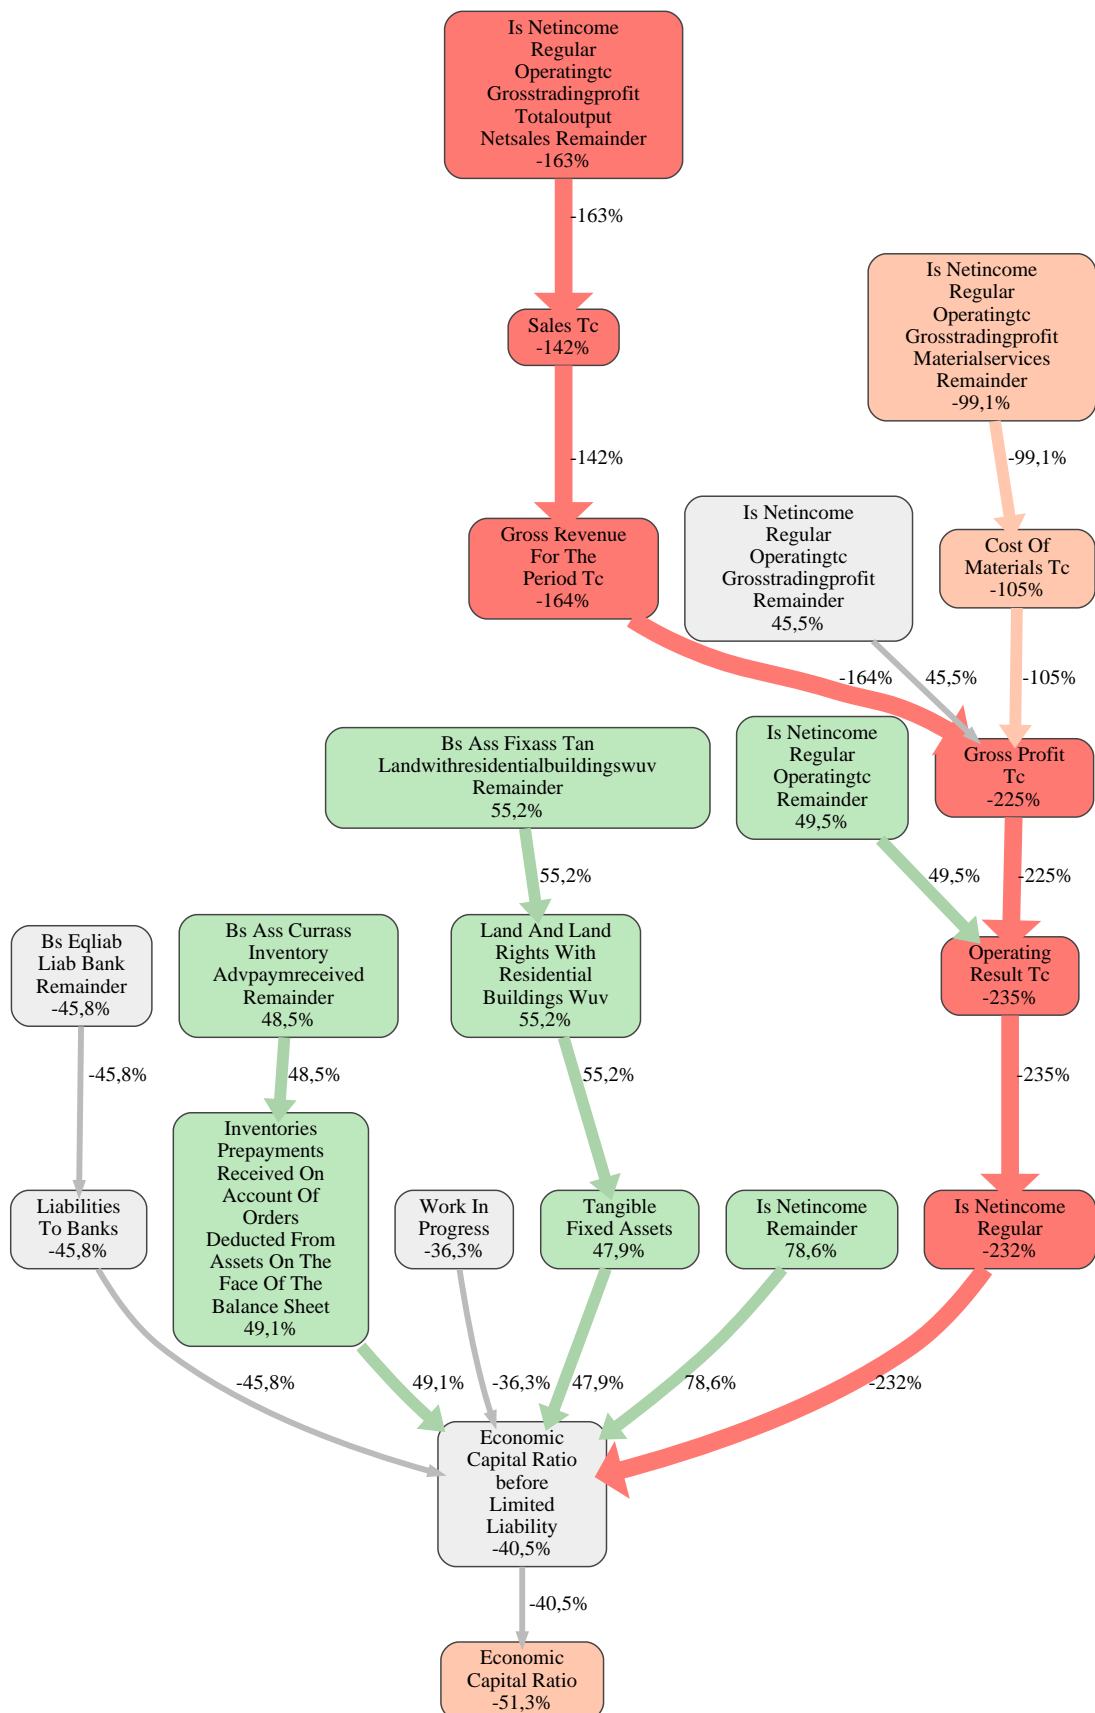 Is Netincome
Regular
Operatingtc
Grosstradingprofit
Totaloutput
Netsales Remainder
-163%
-163%
Sales Tc
-142%
Is Netincome
Regular
Operatingtc
Grosstradingprofit
Materialservices
Remainder
-99,1%
-142%
-99,1%
Gross Revenue
For The
Period Tc
-164%
Is Netincome
Regular
Operatingtc
Grosstradingprofit
Remainder
45,5%
Cost Of
Materials Tc
-105%
-164%
45,5%
-105%
Bs Ass Fixass Tan
Landwithresidentialbuildingswuv
Remainder
55,2%
Is Netincome
Regular
Operatingtc
Remainder
49,5%
Gross Profit
Tc
-225%
55,2%
49,5%
-225%
Bs Eqliab
Liab Bank
Remainder
-45,8%
Bs Ass Currass
Inventory
Advpaymreceived
Remainder
48,5%
Land And Land
Rights With
Residential
Buildings Wuv
55,2%
Operating
Result Tc
-235%
-45,8%
48,5%
55,2%
-235%
Liabilities
To Banks
-45,8%
Inventories
Prepayments
Received On
Account Of
Orders
Deducted From
Assets On The
Face Of The
Balance Sheet
49,1%
Work In
Progress
-36,3%
Tangible
Fixed Assets
47,9%
Is Netincome
Remainder
78,6%
Is Netincome
Regular
-232%
-45,8%
49,1%
-36,3%
47,9%
78,6%
-232%
Economic
Capital Ratio
before
Limited
Liability
-40,5%
-40,5%
Economic
Capital Ratio
-51,3%